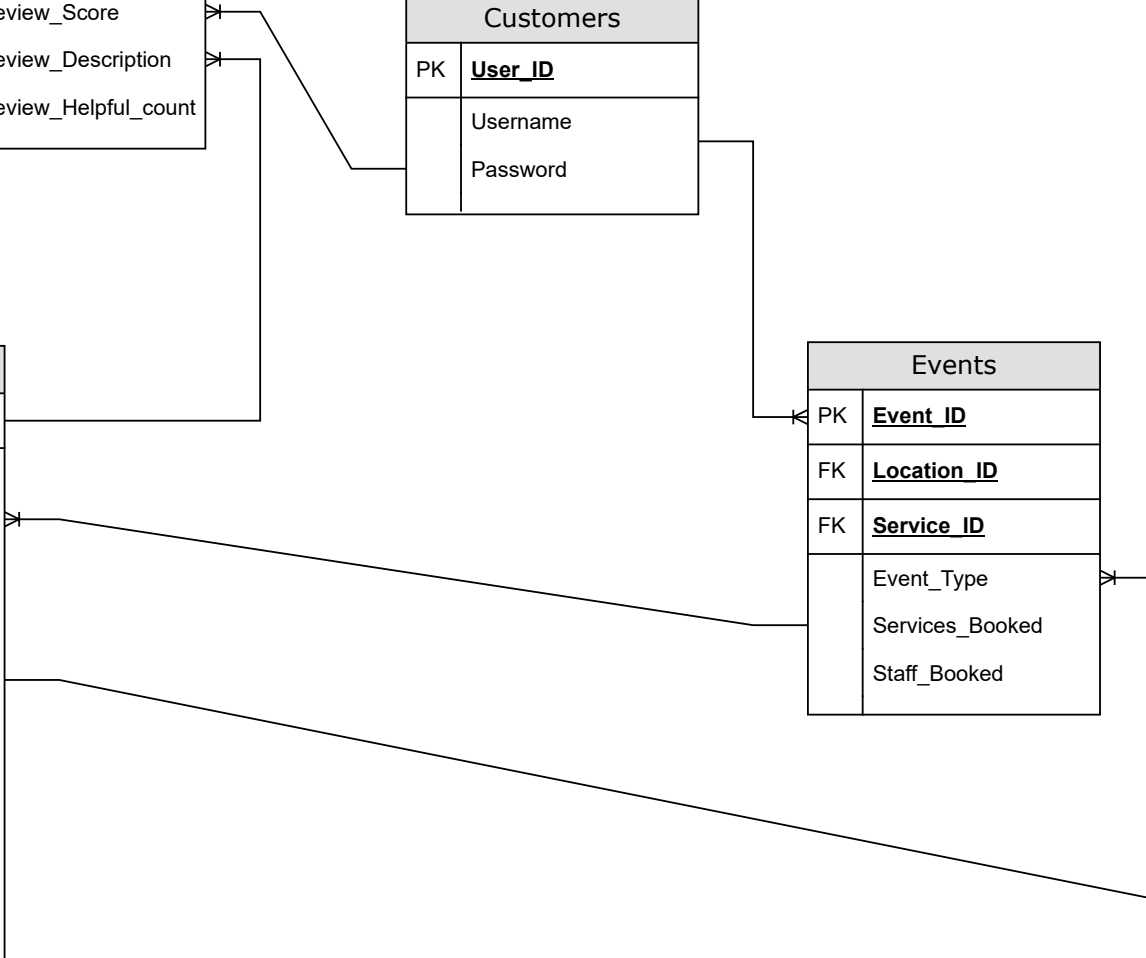 eview_Score
eview_Description
eview_Helpful_count
Customers
PK User_ID
Username
Password
Events
PK Event_ID
FK Location_ID
FK Service_ID
Event_Type
Services_Booked
Staff_Booked